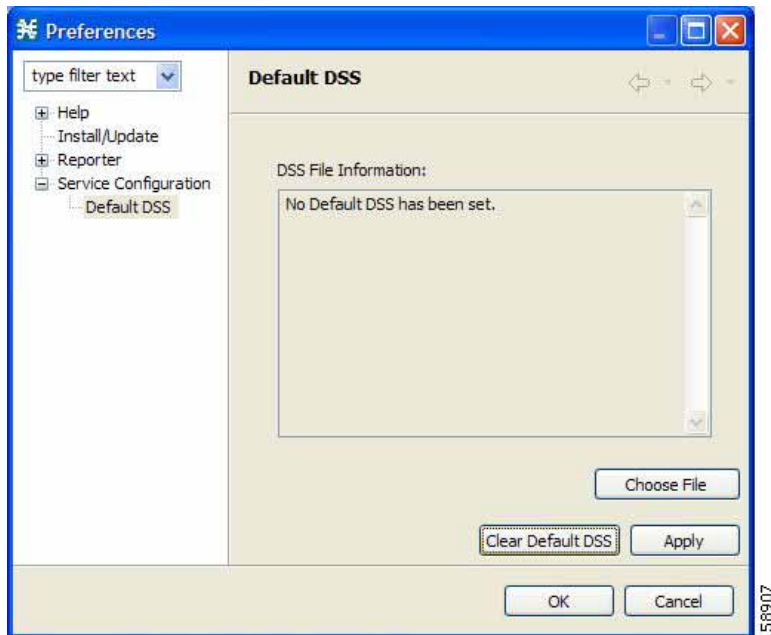 Preferences
type filter text
Help
Install/Update
Reporter
Service Configuration
Default DSS
Default DSS
DSS File Information:
No Default DSS has been set.
Choose File
Clear Default DSS
Apply
OK
Cancel
58907